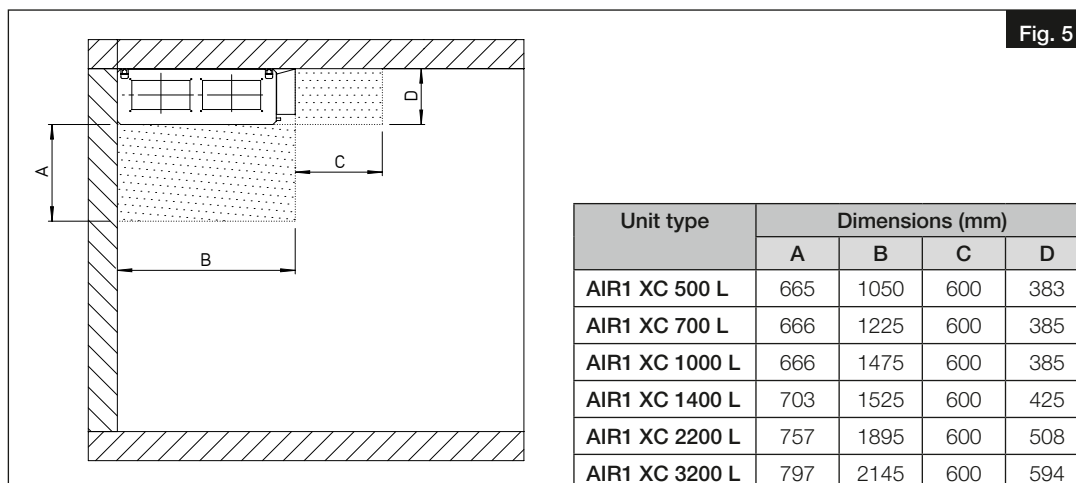 Fig. 5
D
A
C
B
Unit type Dimensions (mm)
A B C D
AIR1 XC 500 L 665 1050 600 383
AIR1 XC 700 L 666 1225 600 385
AIR1 XC 1000 L 666 1475 600 385
AIR1 XC 1400 L 703 1525 600 425
AIR1 XC 2200 L 757 1895 600 508
AIR1 XC 3200 L 797 2145 600 594